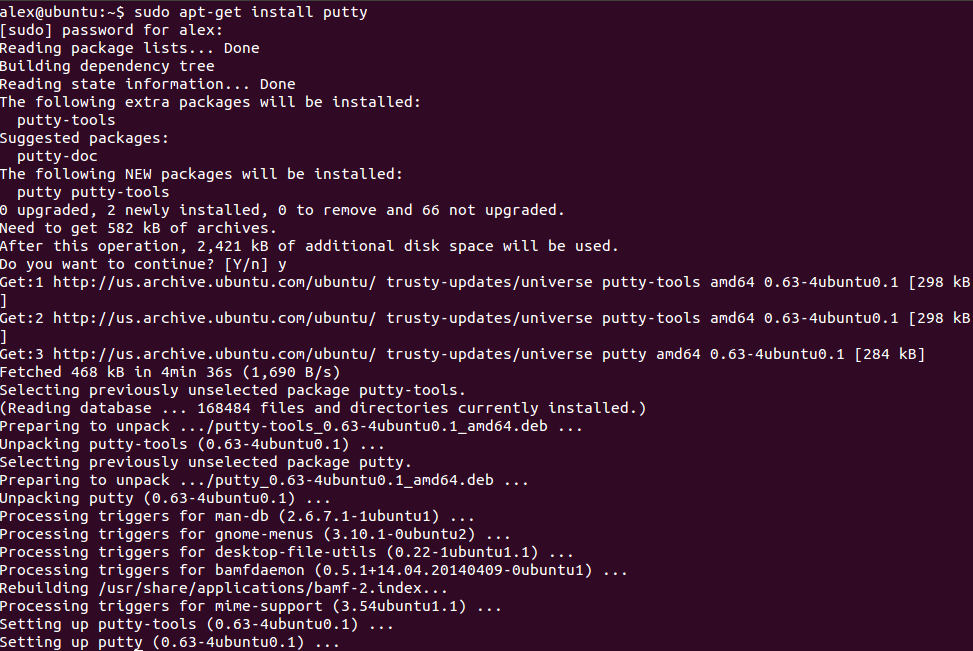 alex@ubuntu:~$ sudo apt-get install putty
[sudo] password for alex:
Reading package lists... Done
Building dependency tree
Reading state information... Done
The following extra packages will be installed:
  putty-tools
Suggested packages:
  putty-doc
The following NEW packages will be installed:
  putty putty-tools
0 upgraded, 2 newly installed, 0 to remove and 66 not upgraded.
Need to get 582 kB of archives.
After this operation, 2,421 kB of additional disk space will be used.
Do you want to continue? [Y/n] y
Get:1 http://us.archive.ubuntu.com/ubuntu/ trusty-updates/universe putty-tools amd64 0.63-4ubuntu0.1 [298 kB
]
Get:2 http://us.archive.ubuntu.com/ubuntu/ trusty-updates/universe putty-tools amd64 0.63-4ubuntu0.1 [298 kB
]
Get:3 http://us.archive.ubuntu.com/ubuntu/ trusty-updates/universe putty amd64 0.63-4ubuntu0.1 [284 kB]
Fetched 468 kB in 4min 36s (1,690 B/s)
Selecting previously unselected package putty-tools.
(Reading database ... 168484 files and directories currently installed.)
Preparing to unpack .../putty-tools_0.63-4ubuntu0.1_amd64.deb ...
Unpacking putty-tools (0.63-4ubuntu0.1) ...
Selecting previously unselected package putty.
Preparing to unpack .../putty_0.63-4ubuntu0.1_amd64.deb ...
Unpacking putty (0.63-4ubuntu0.1) ...
Processing triggers for man-db (2.6.7.1-1ubuntu1) ...
Processing triggers for gnome-menus (3.10.1-0ubuntu2) ...
Processing triggers for desktop-file-utils (0.22-1ubuntu1.1) ...
Processing triggers for bamfdaemon (0.5.1+14.04.20140409-0ubuntu1) ...
Rebuilding /usr/share/applications/bamf-2.index...
Processing triggers for mime-support (3.54ubuntu1.1) ...
Setting up putty-tools (0.63-4ubuntu0.1) ...
Setting up putty (0.63-4ubuntu0.1) ...